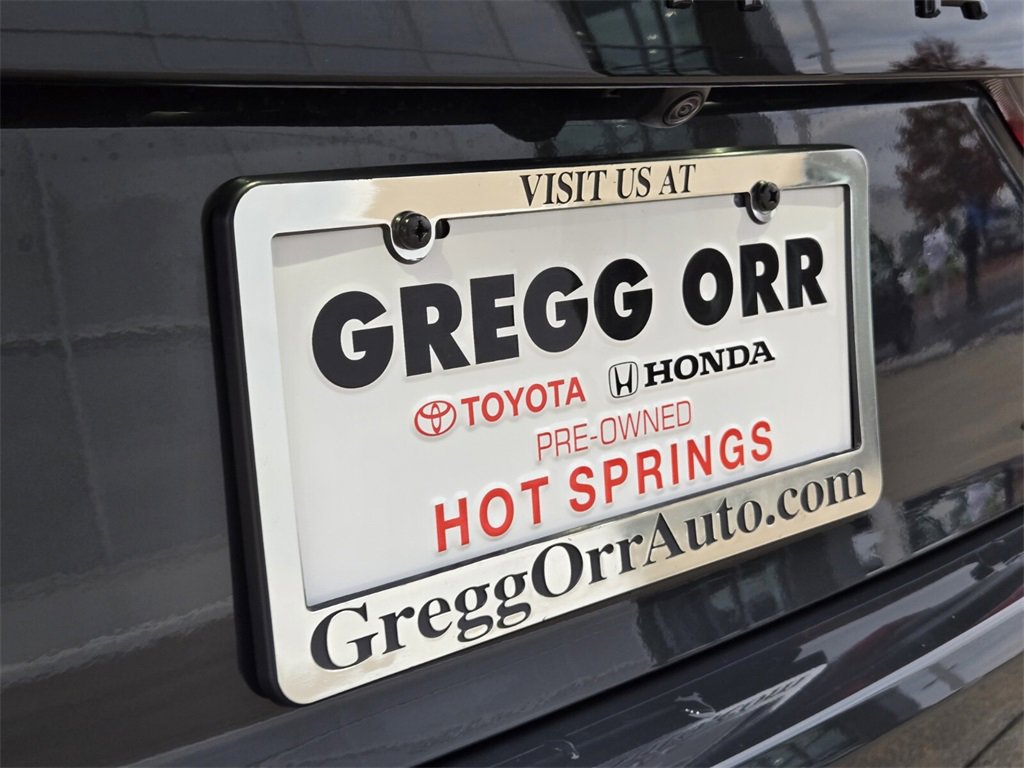 VISIT US AT
GREGG ORR
TOYOTA HONDA
PRE-OWNED
HOT SPRINGS
GreggOrrAuto.com